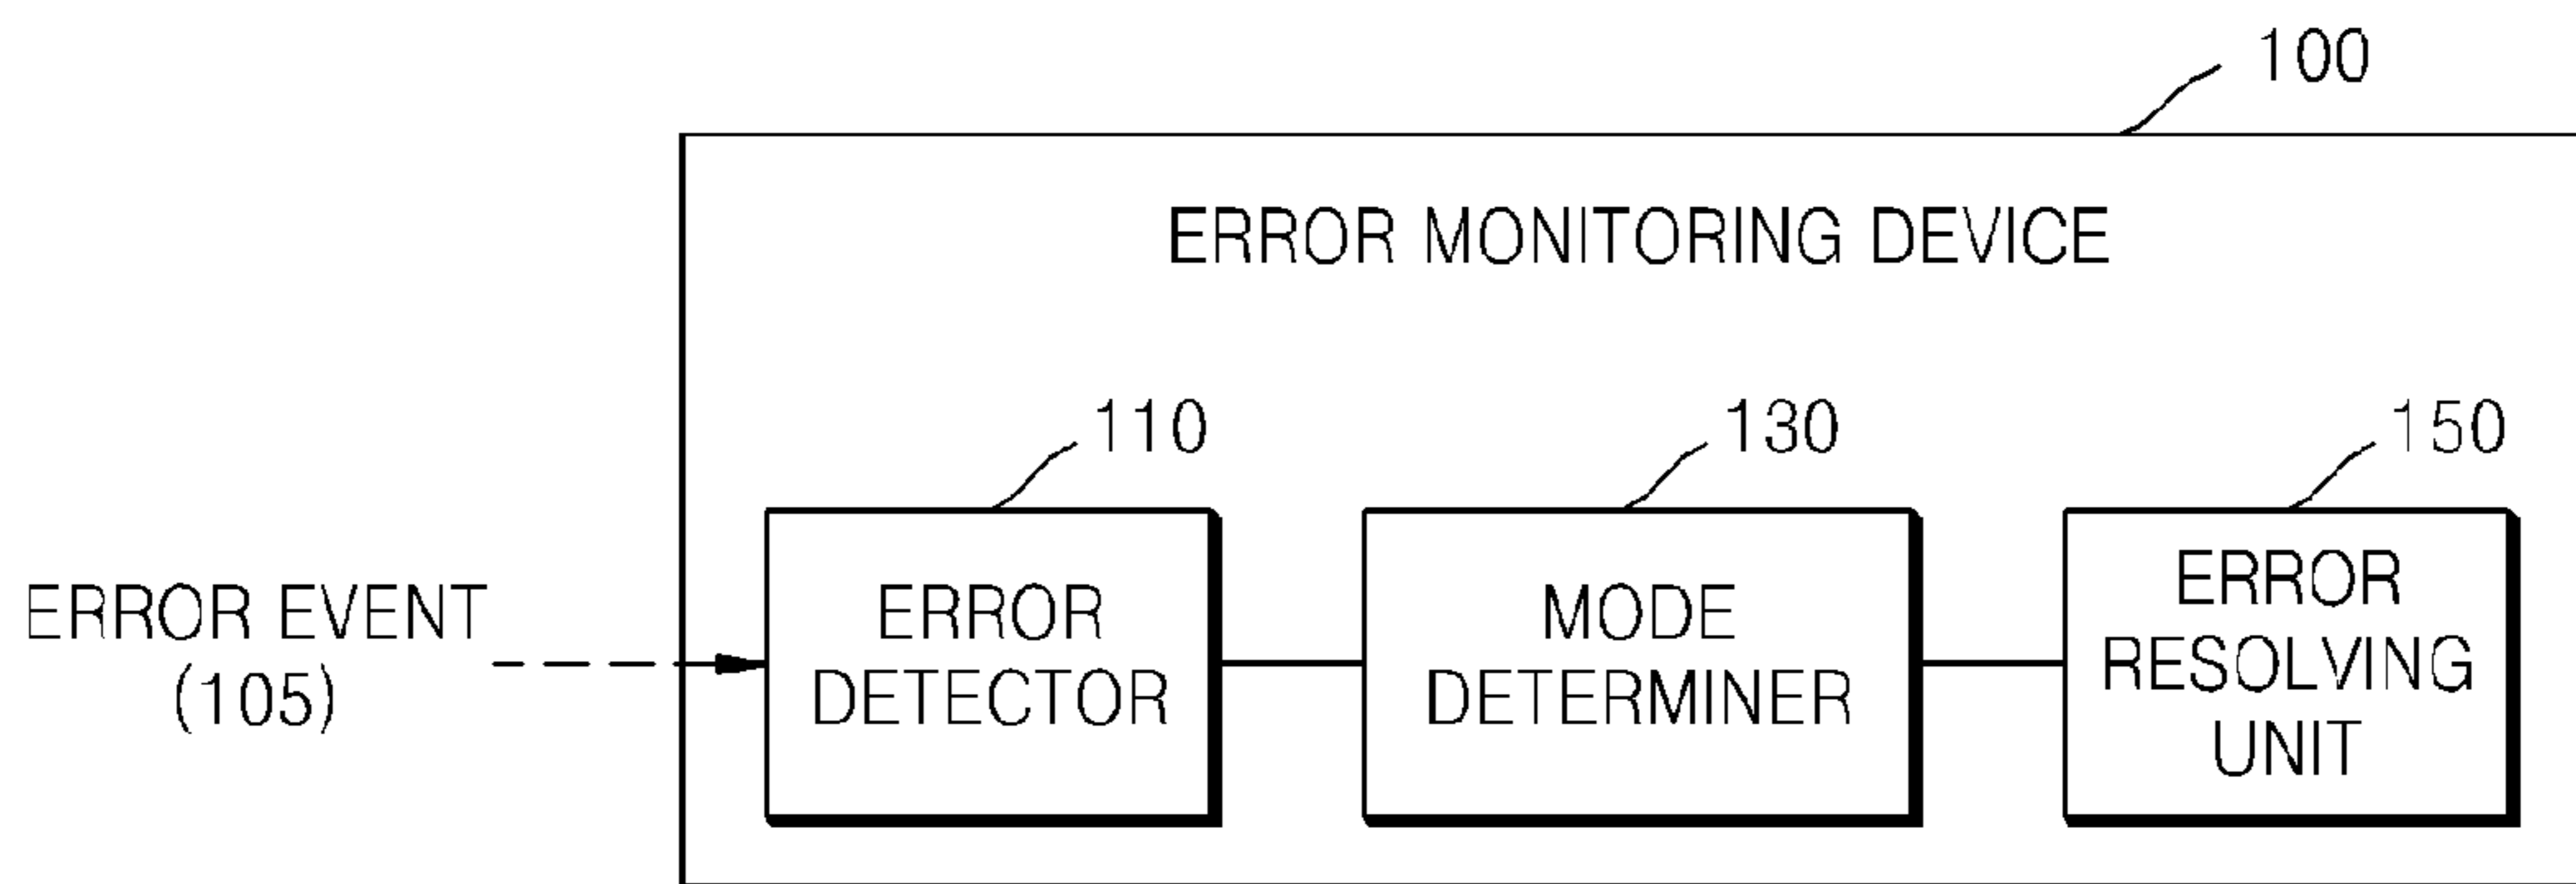 100
ERROR MONITORING DEVICE
110
130
150
ERROR EVENT
(105)
ERROR
DETECTOR
MODE
DETERMINER
ERROR
RESOLVING
UNIT